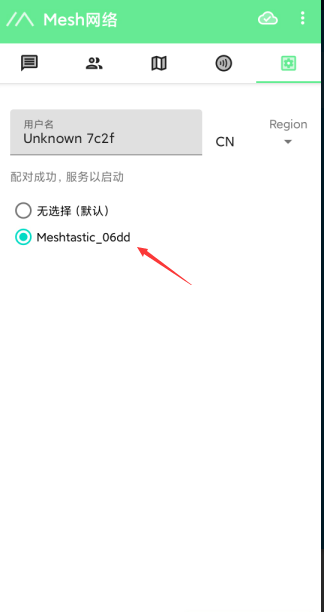 Mesh网络
用户名
Unknown 7c2f
CN
Region
配对成功, 服务以启动
无选择 (默认)
Meshtastic_06dd